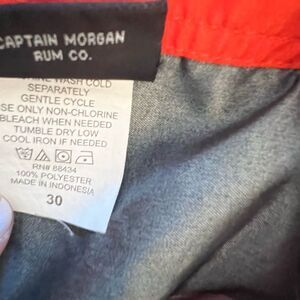 CAPTAIN MORGAN
RUM CO.
WASH COLD
SEPARATELY
GENTLE CYCLE
USE ONLY NON-CHLORINE
BLEACH WHEN NEEDED
TUMBLE DRY LOW
COOL IRON IF NEEDED
RN# 88434
100% POLYESTER
MADE IN INDONESIA
30